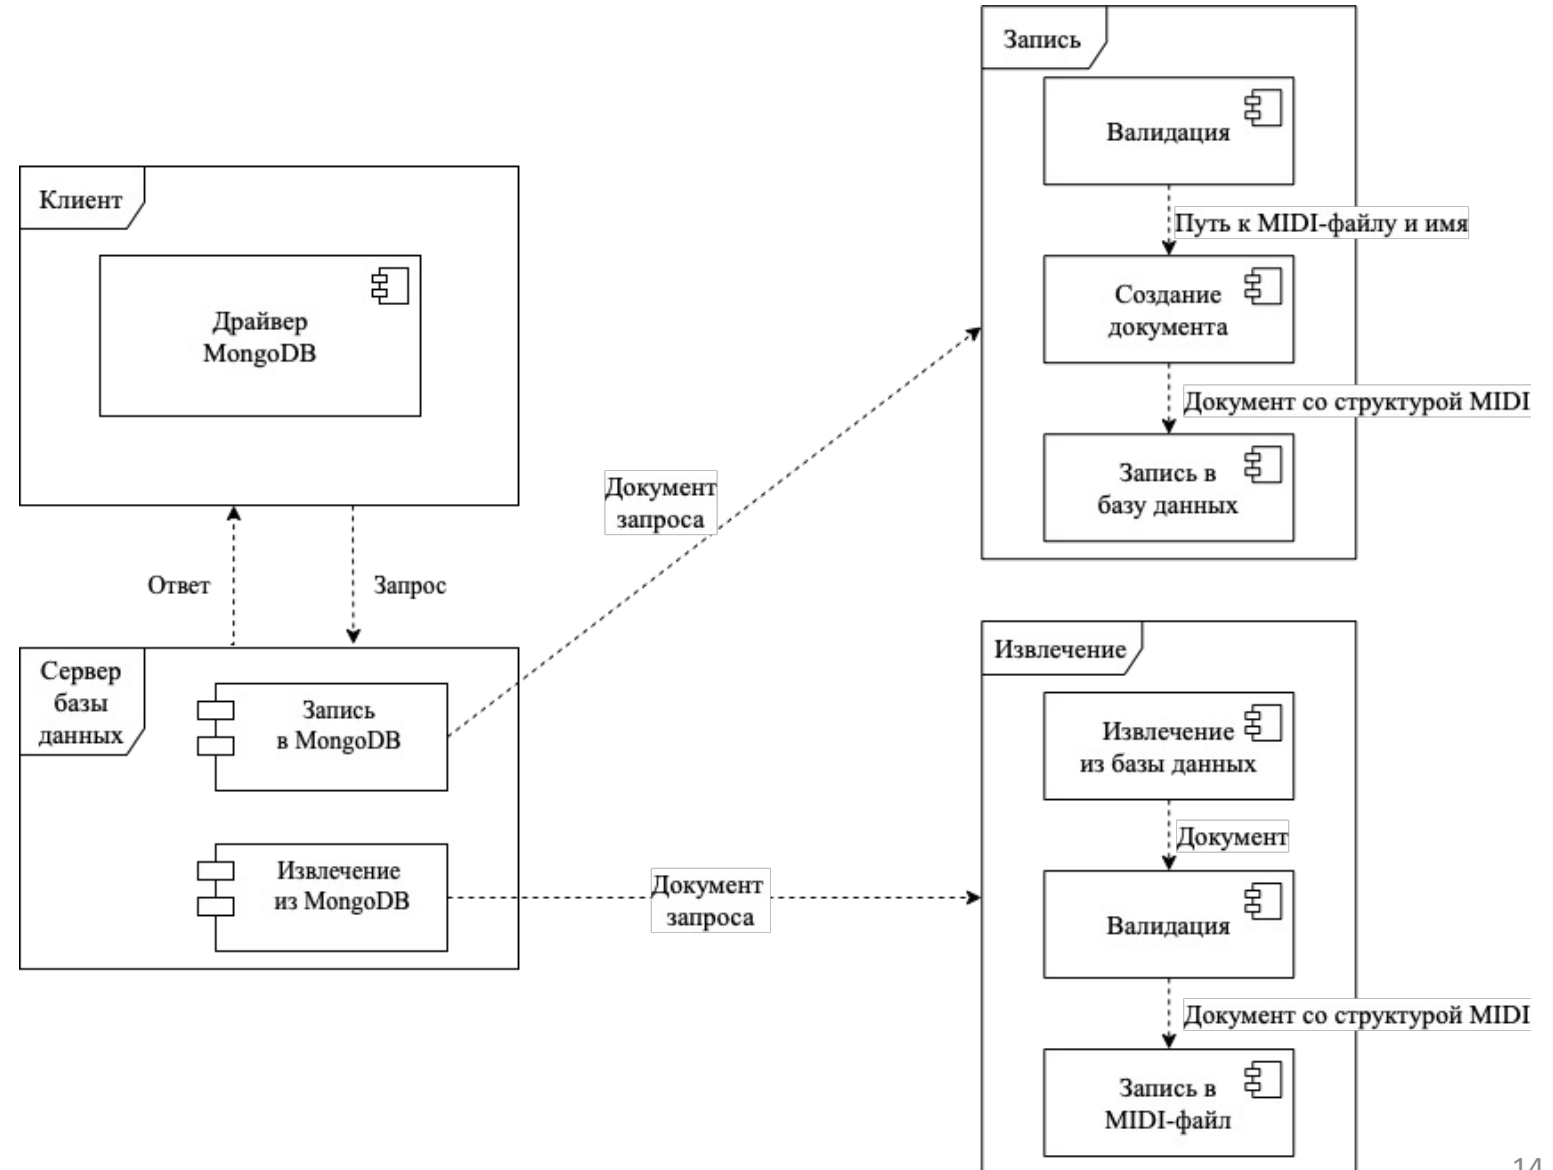 Клиент
Драйвер
MongoDB
Ответ
Запрос
Сервер
базы
данных
Запись
в MongoDB
Извлечение
из MongoDB
Документ
запроса
Документ
запроса
Запись
Валидация
Путь к MIDI-файлу и имя
Создание
документа
Документ со структурой MIDI
Запись в
базу данных
Извлечение
Извлечение
из базы данных
Документ
Валидация
Документ со структурой MIDI
Запись в
MIDI-файл
14